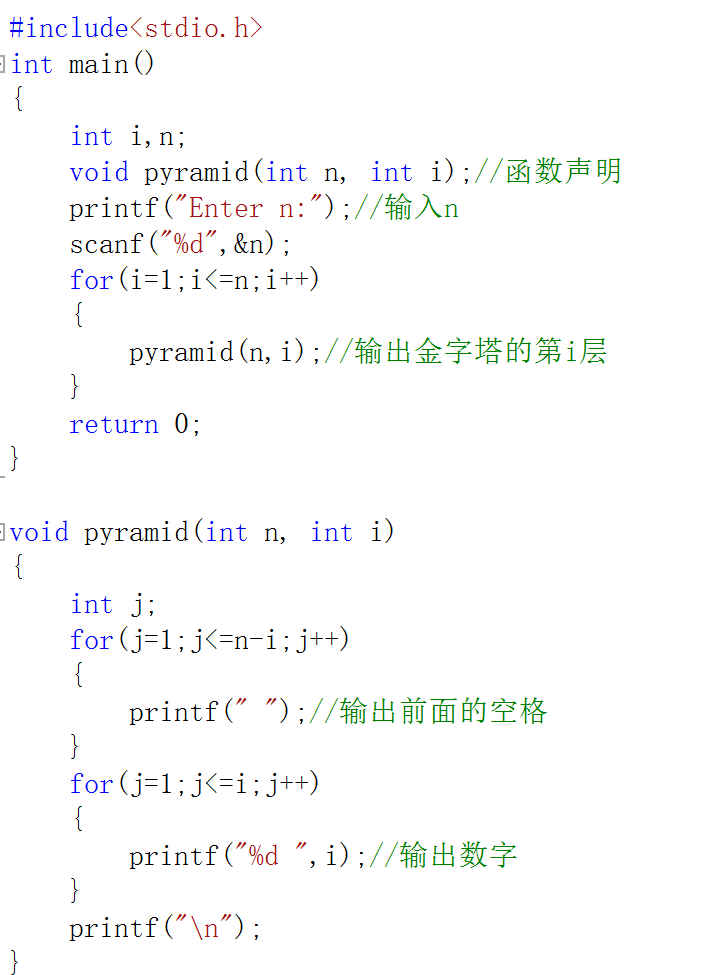 #include<stdio.h>
int main()
{
    int i,n;
    void pyramid(int n, int i);//函数声明
    printf("Enter n:");//输入n
    scanf("%d",&n);
    for(i=1;i<=n;i++)
    {
        pyramid(n,i);//输出金字塔的第i层
    }
    return 0;
}

void pyramid(int n, int i)
{
    int j;
    for(j=1;j<=n-i;j++)
    {
        printf(" ");//输出前面的空格
    }
    for(j=1;j<=i;j++)
    {
        printf("%d ",i);//输出数字
    }
    printf("\n");
}